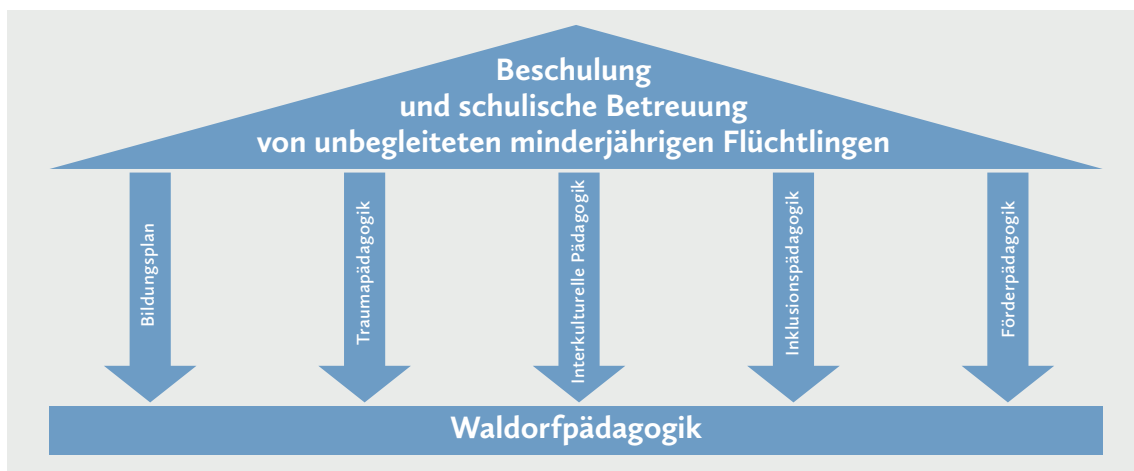 Beschulung
und schulische Betreuung
von unbegleiteten minderjährigen Flüchtlingen
Bildungsplan
Traumapädagogik
Interkulturelle Pädagogik
Inklusionspädagogik
Förderpädagogik
Waldorfpädagogik